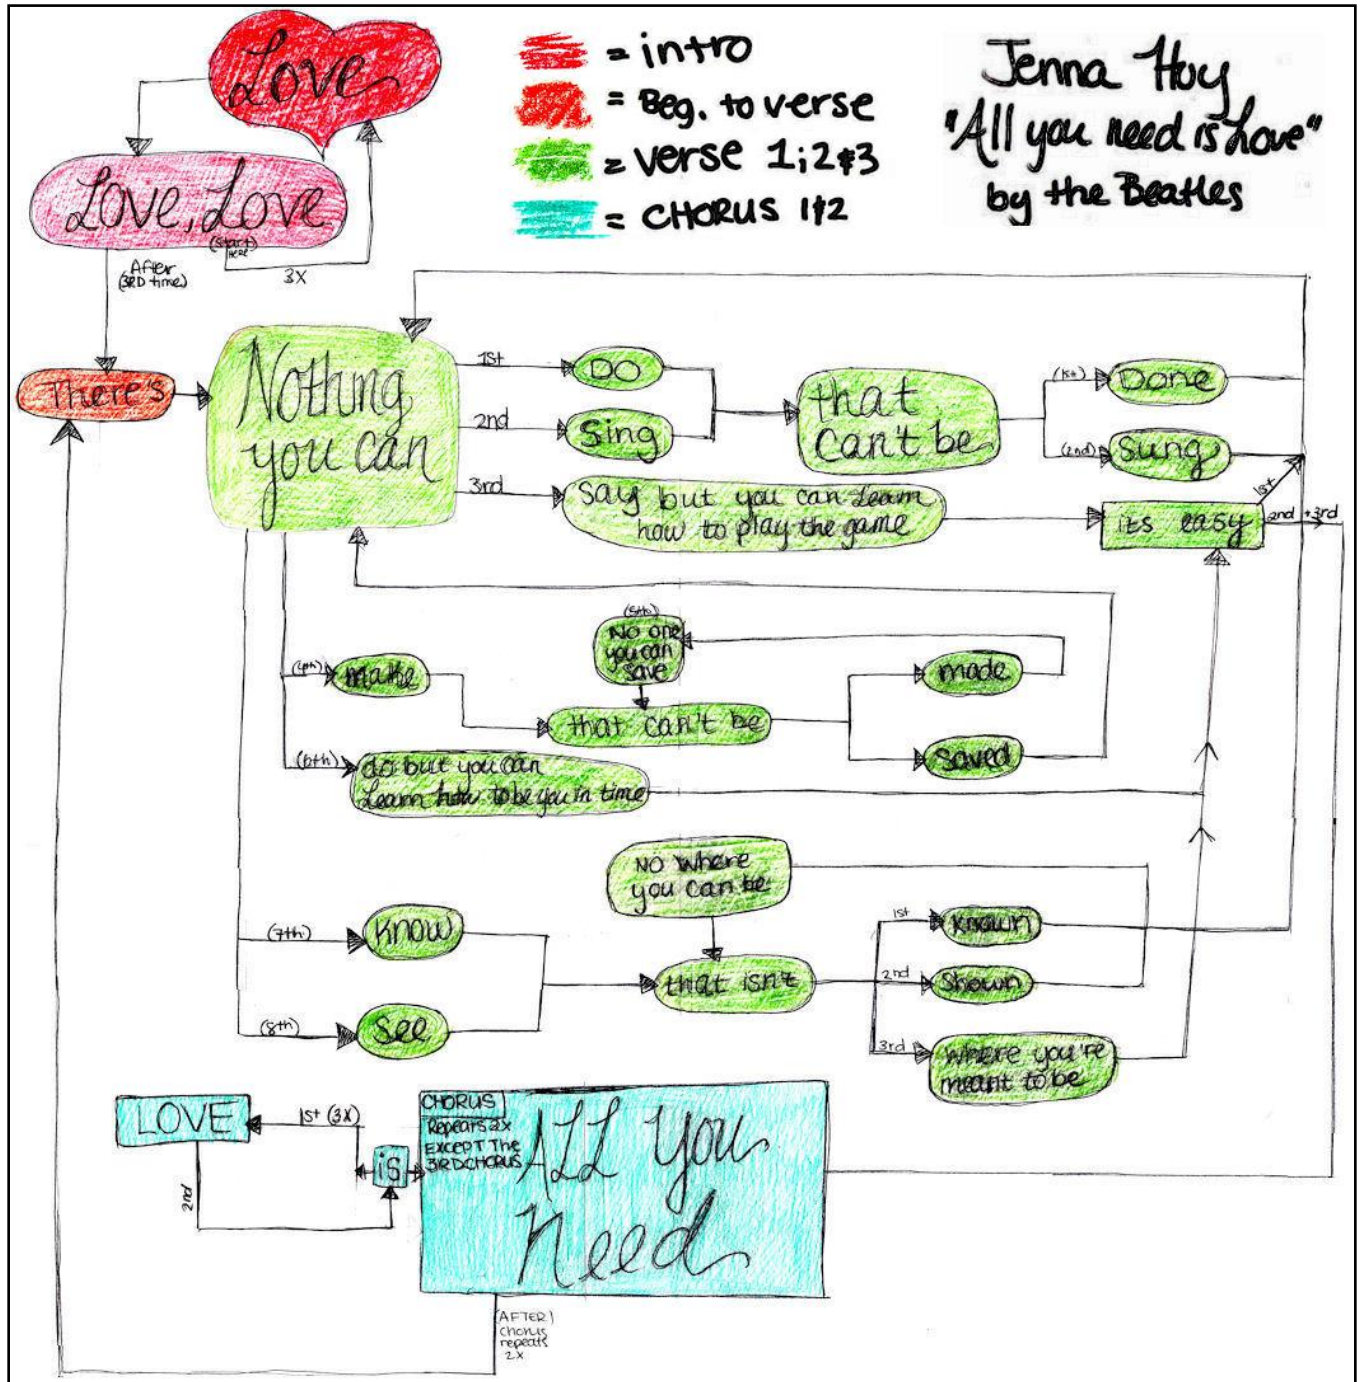 Love
= intro
= Beg. to verse
= verse 1;2&3
= CHORUS 1&2
Jenna Hoy
"All you need is Love"
by the Beatles
Love, Love
(start
Here)
3X
After
(3RD time)
There's
Nothing
you can
1st
Do
2nd
Sing
3rd
say but you can Learn
how to play the game
that
can't be
(1st)
Done
(2nd)
Sung
its easy
1st
2nd + 3rd
(4th)
make
(5th)
No one
you can
save
that can't be
made
saved
(6th)
do but you can
Learn how to be you in time
(7th)
know
(8th)
See
No where
you can be
that isn't
1st
known
2nd
Shown
3rd
where you're
meant to be
LOVE
1st (3X)
2nd
is
CHORUS
Repears 2x
EXCEPT The
3RD CHORUS
ALL You
Need
(AFTER)
chorus
repeats
2X